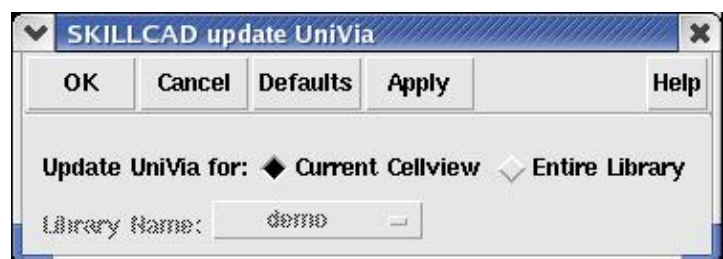 SKILLCAD update UniVia
OK Cancel Defaults Apply Help
Update UniVia for: Current Cellview Entire Library
Library Name: demo